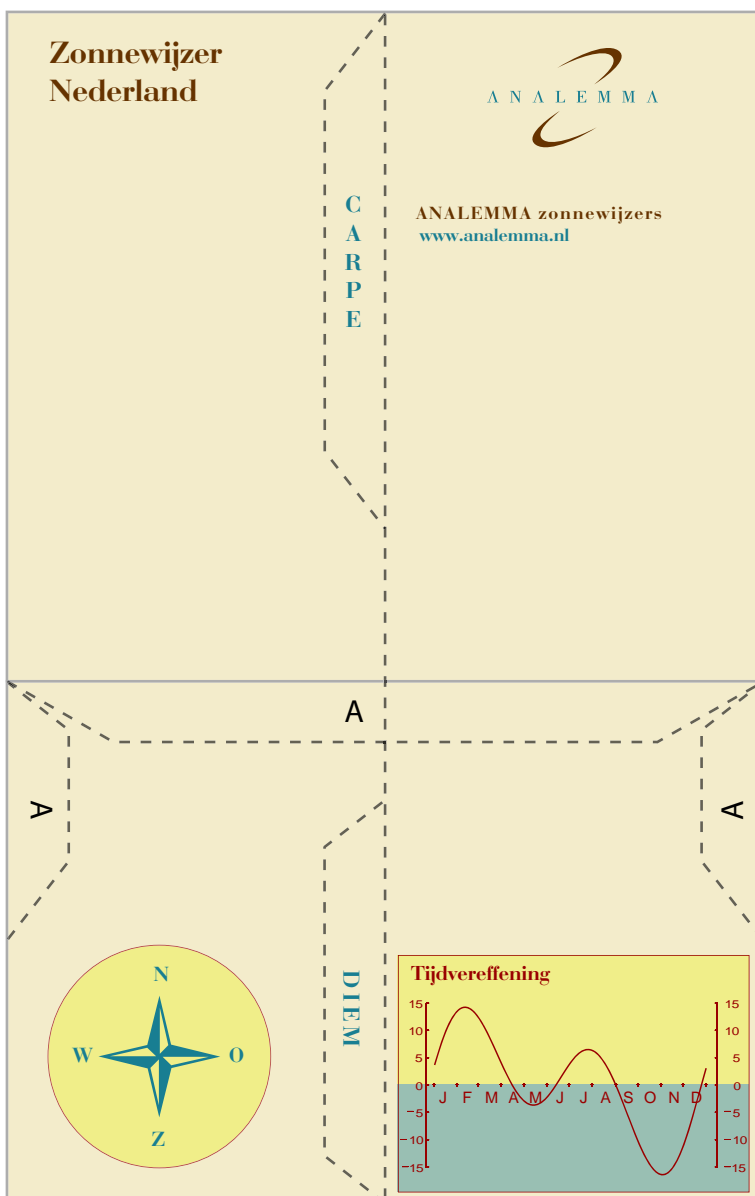 Zonnewijzer
Nederland
ANALEMMA
CARPE
ANALEMMA zonnewijzers
www.analemma.nl
A
A
A
DIEM
N
W
O
Z
Tijdvereffening
15
10
5
0
−5
−10
−15
J F M A M J J A S O N D
15
10
5
0
−5
−10
−15